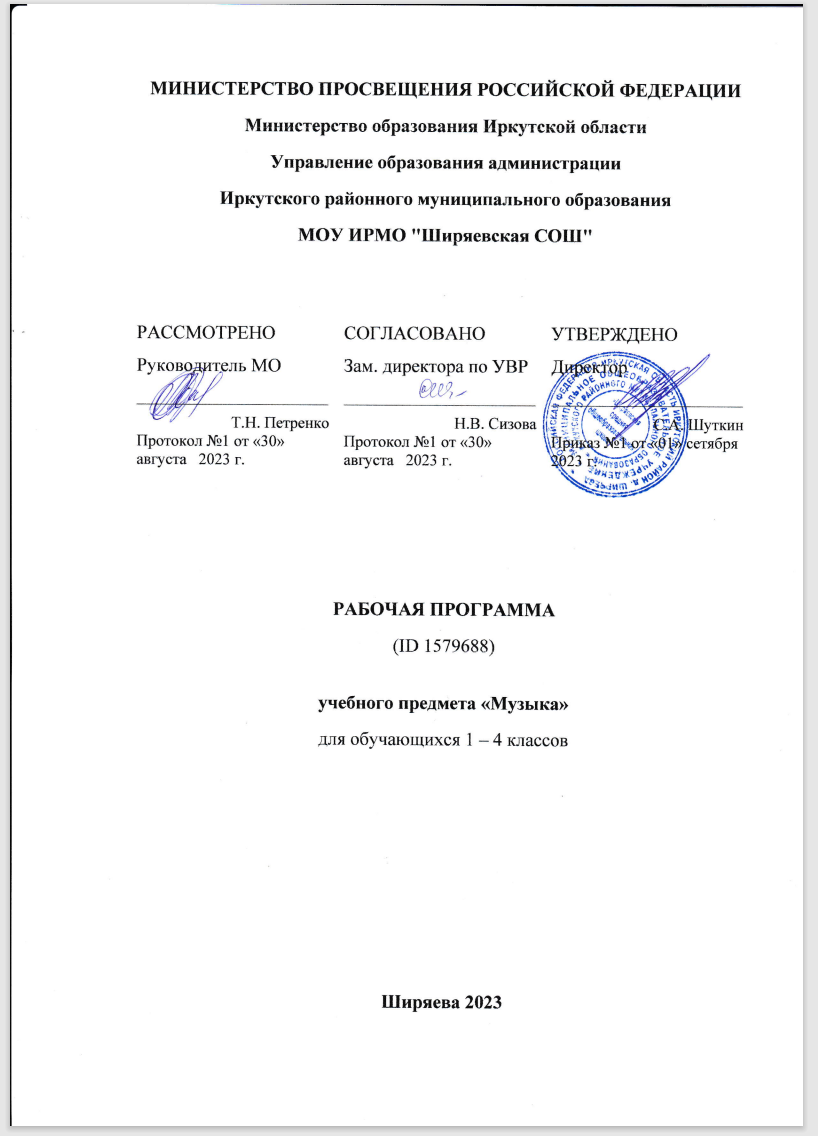 МИНИСТЕРСТВО ПРОСВЕЩЕНИЯ РОССИЙСКОЙ ФЕДЕРАЦИИ
Министерство образования Иркутской области
Управление образования администрации
Иркутского районного муниципального образования
МОУ ИРМО "Ширяевская СОШ"
РАССМОТРЕНО
Руководитель МО
Т.Н. Петренко
Протокол №1 от «30»
августа 2023 г.
СОГЛАСОВАНО
Зам. директора по УВР
Н.В. Сизова
Протокол №1 от «30»
августа 2023 г.
УТВЕРЖДЕНО
Директор
С.А. Шуткин
Приказ №1 от «01» сетября
2023 г.
РАБОЧАЯ ПРОГРАММА
(ID 1579688)
учебного предмета «Музыка»
для обучающихся 1 – 4 классов
Ширяева 2023